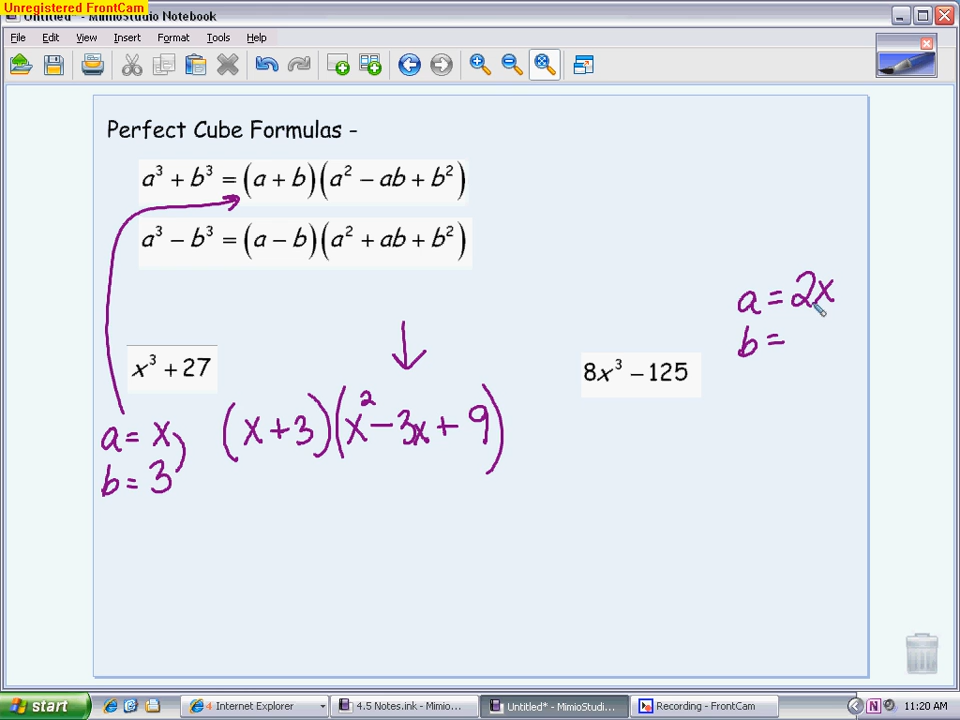 Unregistered FrontCam
Untitled* - MimioStudio Notebook
File Edit View Insert Format Tools Help
Perfect Cube Formulas -
a³ + b³ = (a + b)(a² − ab + b²)
a³ − b³ = (a − b)(a² + ab + b²)
a = 2x
b =
x³ + 27
8x³ − 125
a = x
b = 3
(x + 3)(x² − 3x + 9)
start
4 Internet Explorer
4.5 Notes.ink - Mimio...
Untitled* - MimioStudi...
Recording - FrontCam
11:20 AM